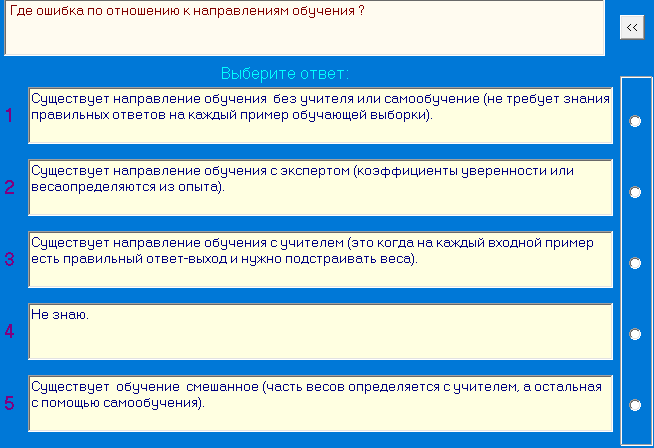 Где ошибка по отношению к направлениям обучения ?
<<
Выберите ответ:
1
Существует направление обучения без учителя или самообучение (не требует знания
правильных ответов на каждый пример обучающей выборки).
2
Существует направление обучения с экспертом (коэффициенты уверенности или
весаопределяются из опыта).
3
Существует направление обучения с учителем (это когда на каждый входной пример
есть правильный ответ-выход и нужно подстраивать веса).
4
Не знаю.
5
Существует обучение смешанное (часть весов определяется с учителем, а остальная
с помощью самообучения).